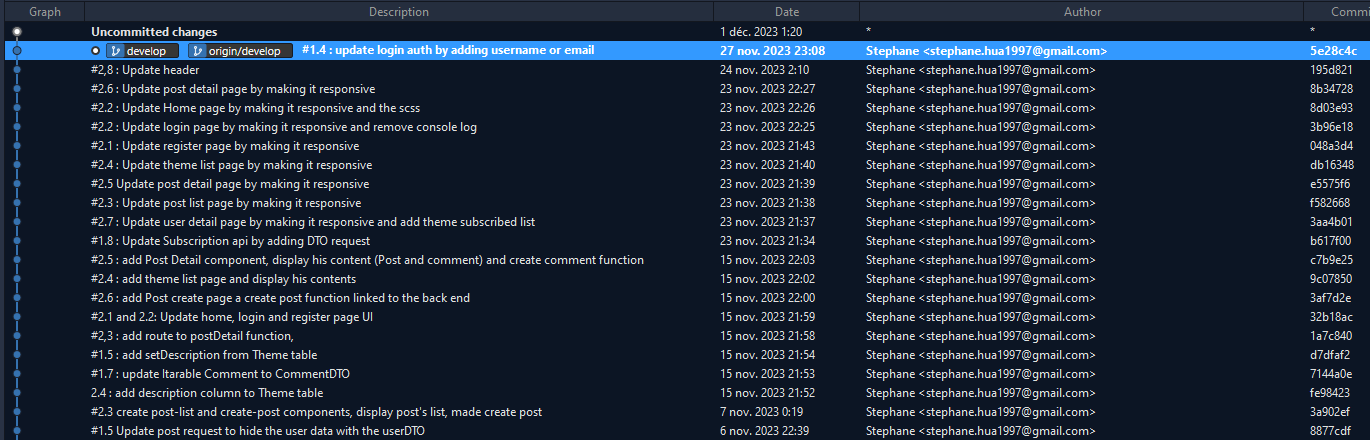 Graph Description Date Author Commi
Uncommitted changes 1 déc. 2023 1:20 * *
develop origin/develop #1.4 : update login auth by adding username or email 27 nov. 2023 23:08 Stephane <stephane.hua1997@gmail.com> 5e28c4c
#2,8 : Update header 24 nov. 2023 2:10 Stephane <stephane.hua1997@gmail.com> 195d821
#2.6 : Update post detail page by making it responsive 23 nov. 2023 22:27 Stephane <stephane.hua1997@gmail.com> 8b34728
#2.2 : Update Home page by making it responsive and the scss 23 nov. 2023 22:26 Stephane <stephane.hua1997@gmail.com> 8d03e93
#2.2 : Update login page by making it responsive and remove console log 23 nov. 2023 22:25 Stephane <stephane.hua1997@gmail.com> 3b96e18
#2.1 : Update register page by making it responsive 23 nov. 2023 21:43 Stephane <stephane.hua1997@gmail.com> 048a3d4
#2.4 : Update theme list page by making it responsive 23 nov. 2023 21:40 Stephane <stephane.hua1997@gmail.com> db16348
#2.5 Update post detail page by making it responsive 23 nov. 2023 21:39 Stephane <stephane.hua1997@gmail.com> e5575f6
#2.3 : Update post list page by making it responsive 23 nov. 2023 21:38 Stephane <stephane.hua1997@gmail.com> f582668
#2.7 : Update user detail page by making it responsive and add theme subscribed list 23 nov. 2023 21:37 Stephane <stephane.hua1997@gmail.com> 3aa4b01
#1.8 : Update Subscription api by adding DTO request 23 nov. 2023 21:34 Stephane <stephane.hua1997@gmail.com> b617f00
#2.5 : add Post Detail component, display his content (Post and comment) and create comment function 15 nov. 2023 22:03 Stephane <stephane.hua1997@gmail.com> c7b9e25
#2.4 : add theme list page and display his contents 15 nov. 2023 22:02 Stephane <stephane.hua1997@gmail.com> 9c07850
#2.6 : add Post create page a create post function linked to the back end 15 nov. 2023 22:00 Stephane <stephane.hua1997@gmail.com> 3af7d2e
#2.1 and 2.2: Update home, login and register page UI 15 nov. 2023 21:59 Stephane <stephane.hua1997@gmail.com> 32b18ac
#2,3 : add route to postDetail function, 15 nov. 2023 21:58 Stephane <stephane.hua1997@gmail.com> 1a7c840
#1.5 : add setDescription from Theme table 15 nov. 2023 21:54 Stephane <stephane.hua1997@gmail.com> d7dfaf2
#1.7 : update Itarable Comment to CommentDTO 15 nov. 2023 21:53 Stephane <stephane.hua1997@gmail.com> 7144a0e
2.4 : add description column to Theme table 15 nov. 2023 21:52 Stephane <stephane.hua1997@gmail.com> fe98423
#2.3 create post-list and create-post components, display post's list, made create post 7 nov. 2023 0:19 Stephane <stephane.hua1997@gmail.com> 3a902ef
#1.5 Update post request to hide the user data with the userDTO 6 nov. 2023 22:39 Stephane <stephane.hua1997@gmail.com> 8877cdf